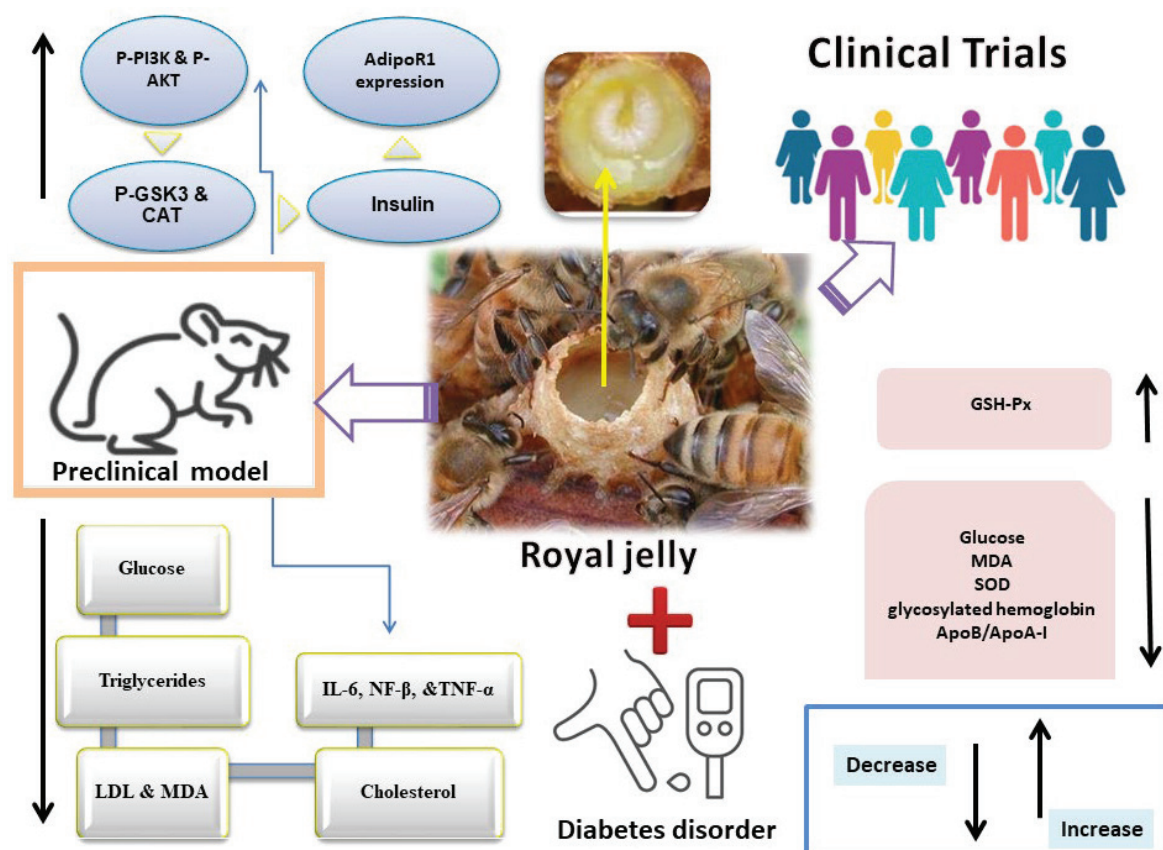 P-PI3K & P-
AKT
AdipoR1
expression
P-GSK3 &
CAT
Insulin
Clinical Trials
Preclinical model
Royal jelly
GSH-Px
Glucose
MDA
SOD
glycosylated hemoglobin
ApoB/ApoA-I
Glucose
Triglycerides
IL-6, NF-β, &TNF-α
LDL & MDA
Cholesterol
Diabetes disorder
Decrease
Increase